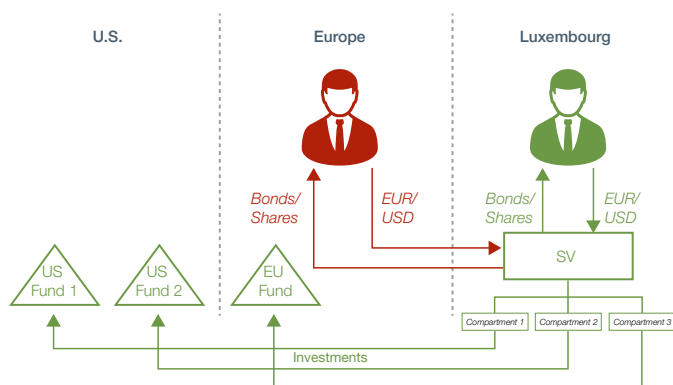 U.S.
Europe
Luxembourg
Bonds/
Shares
EUR/
USD
Bonds/
Shares
EUR/
USD
US
Fund 1
US
Fund 2
EU
Fund
SV
Compartment 1
Compartment 2
Compartment 3
Investments